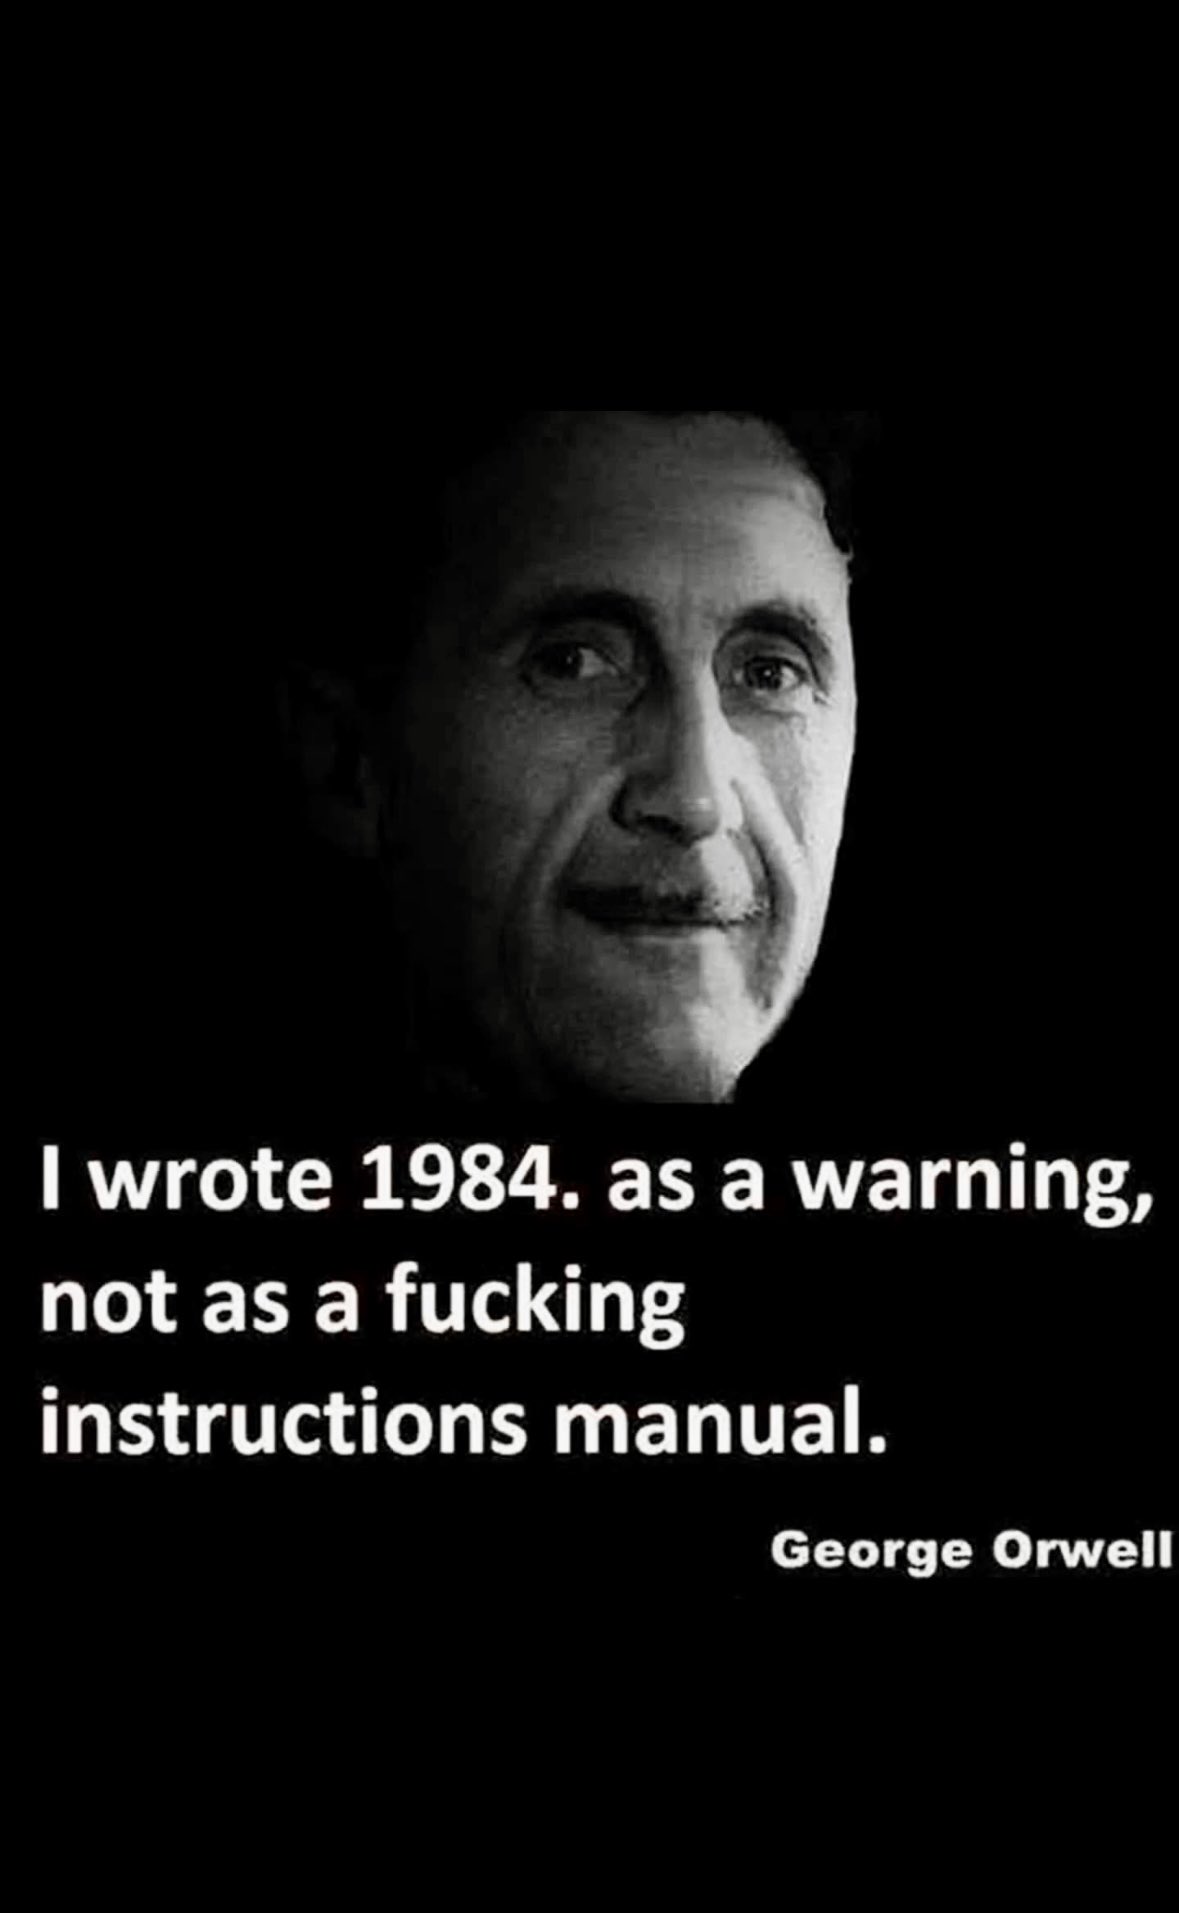 I wrote 1984. as a warning,
not as a fucking
instructions manual.
George Orwell